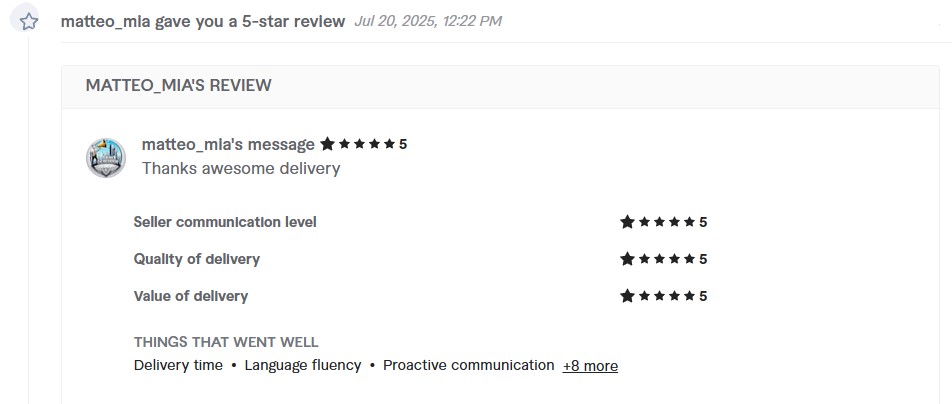 matteo_mia gave you a 5-star review Jul 20, 2025, 12:22 PM
MATTEO_MIA'S REVIEW
matteo_mia's message 5
Thanks awesome delivery
Seller communication level 5
Quality of delivery 5
Value of delivery 5
THINGS THAT WENT WELL
Delivery time • Language fluency • Proactive communication +8 more